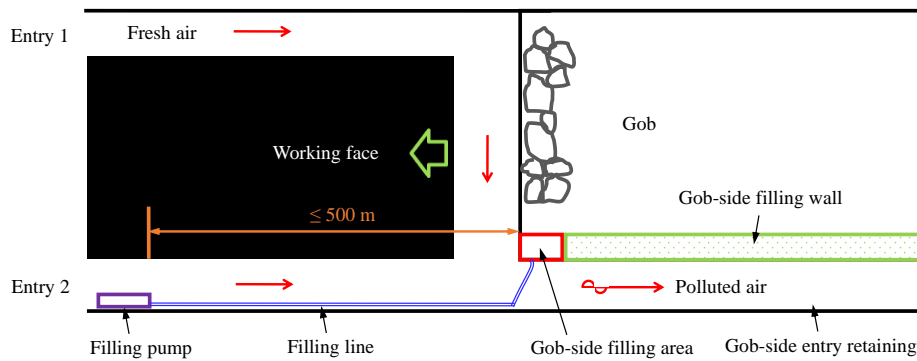 Entry 1
Fresh air
Gob
Working face
Gob-side filling wall
≤ 500 m
Entry 2
Polluted air
Filling pump
Filling line
Gob-side filling area
Gob-side entry retaining